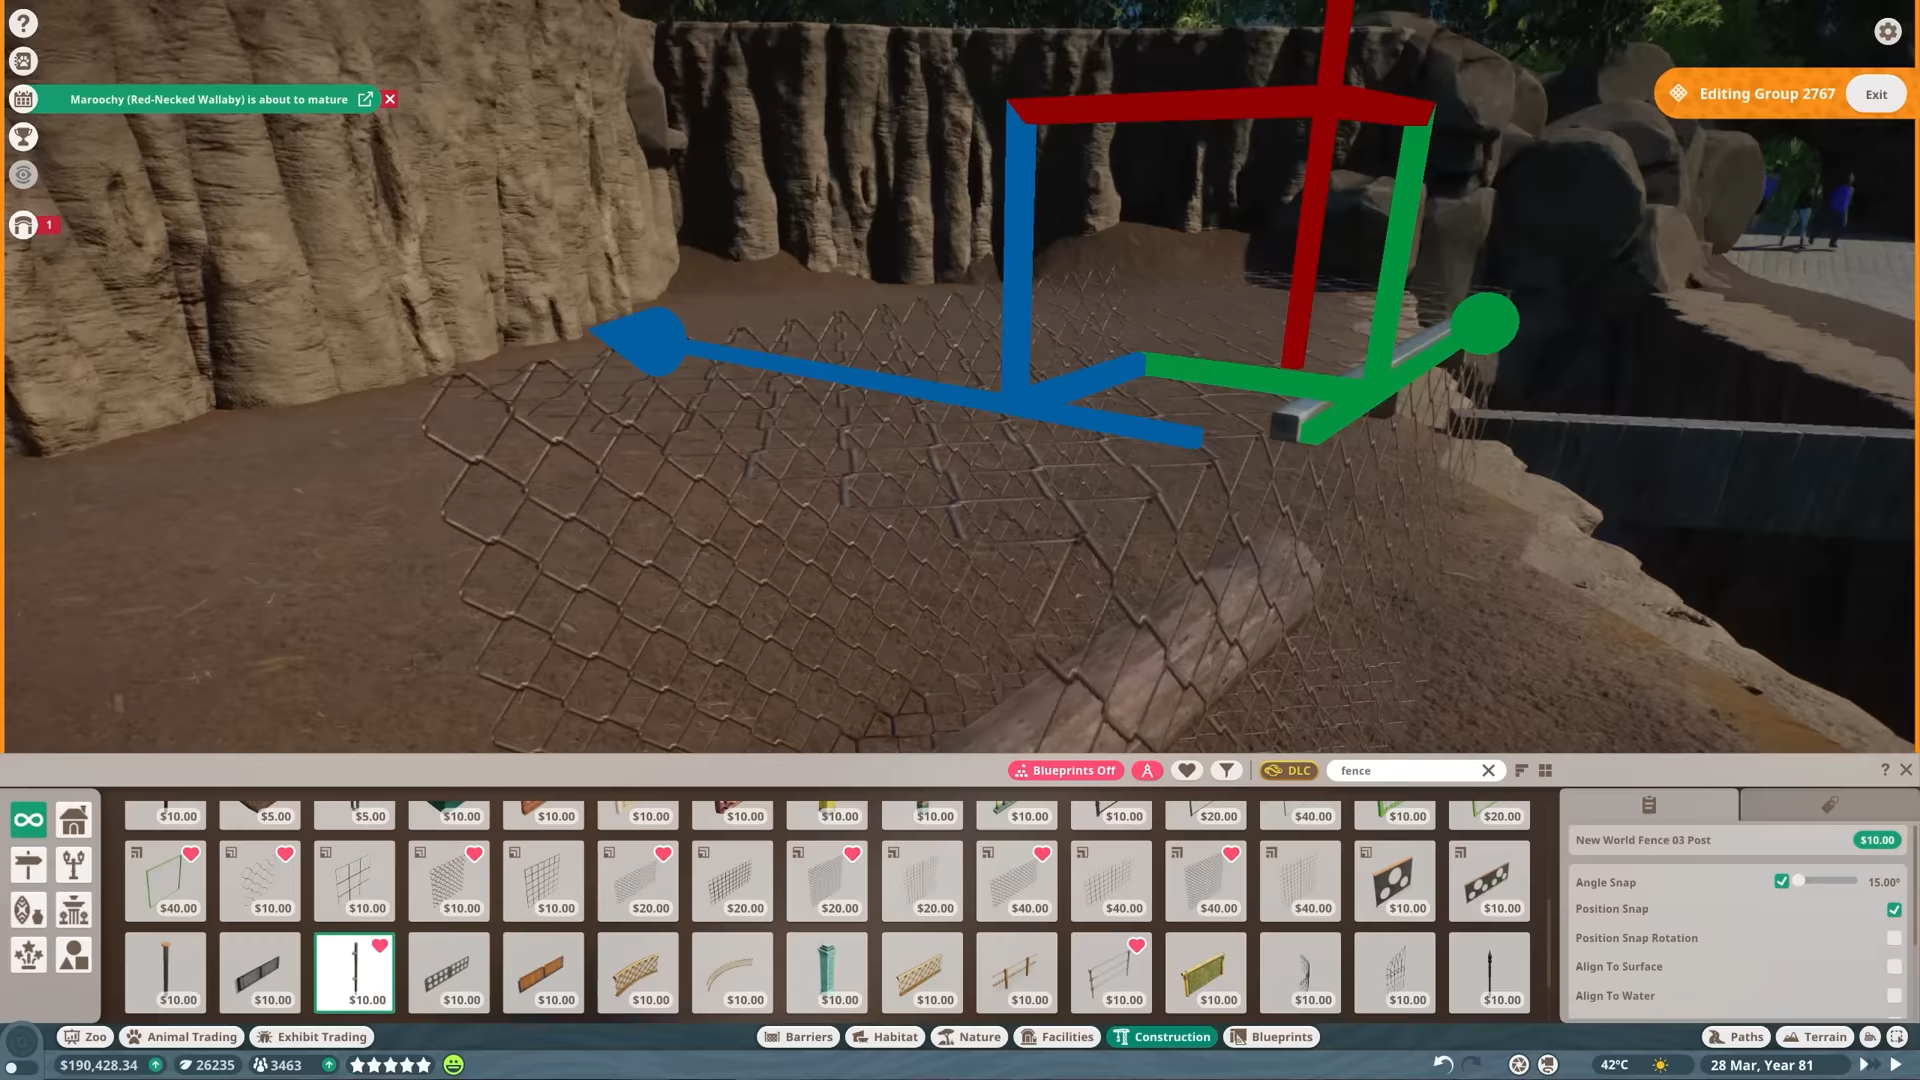 ?
Maroochy (Red-Necked Wallaby) is about to mature
Editing Group 2767
Exit
1
Blueprints Off
DLC
fence
?
$10.00 $5.00 $5.00 $10.00 $10.00 $10.00 $10.00 $10.00 $10.00 $10.00 $10.00 $20.00 $40.00 $10.00 $20.00
$40.00 $10.00 $10.00 $10.00 $10.00 $20.00 $20.00 $20.00 $20.00 $40.00 $40.00 $40.00 $40.00 $10.00 $10.00
$10.00 $10.00 $10.00 $10.00 $10.00 $10.00 $10.00 $10.00 $10.00 $10.00 $10.00 $10.00 $10.00 $10.00 $10.00
New World Fence 03 Post $10.00
Angle Snap 15.00°
Position Snap
Position Snap Rotation
Align To Surface
Align To Water
Zoo Animal Trading Exhibit Trading Barriers Habitat Nature Facilities Construction Blueprints Paths Terrain
$190,428.34 26235 3463 42°C 28 Mar, Year 81